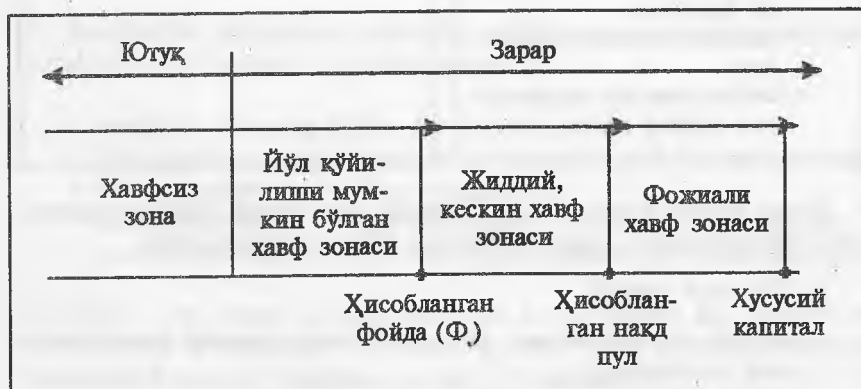 Ютуқ
Зарар
Хавфсиз
зона
Йўл қўйи-
лиши мум-
кин бўлган
хавф зонаси
Жиддий,
кескин хавф
зонаси
Фожиали
хавф зонаси
Ҳисобланган
фойда (Ф,)
Ҳисоблан-
ган нақд
пул
Хусусий
капитал